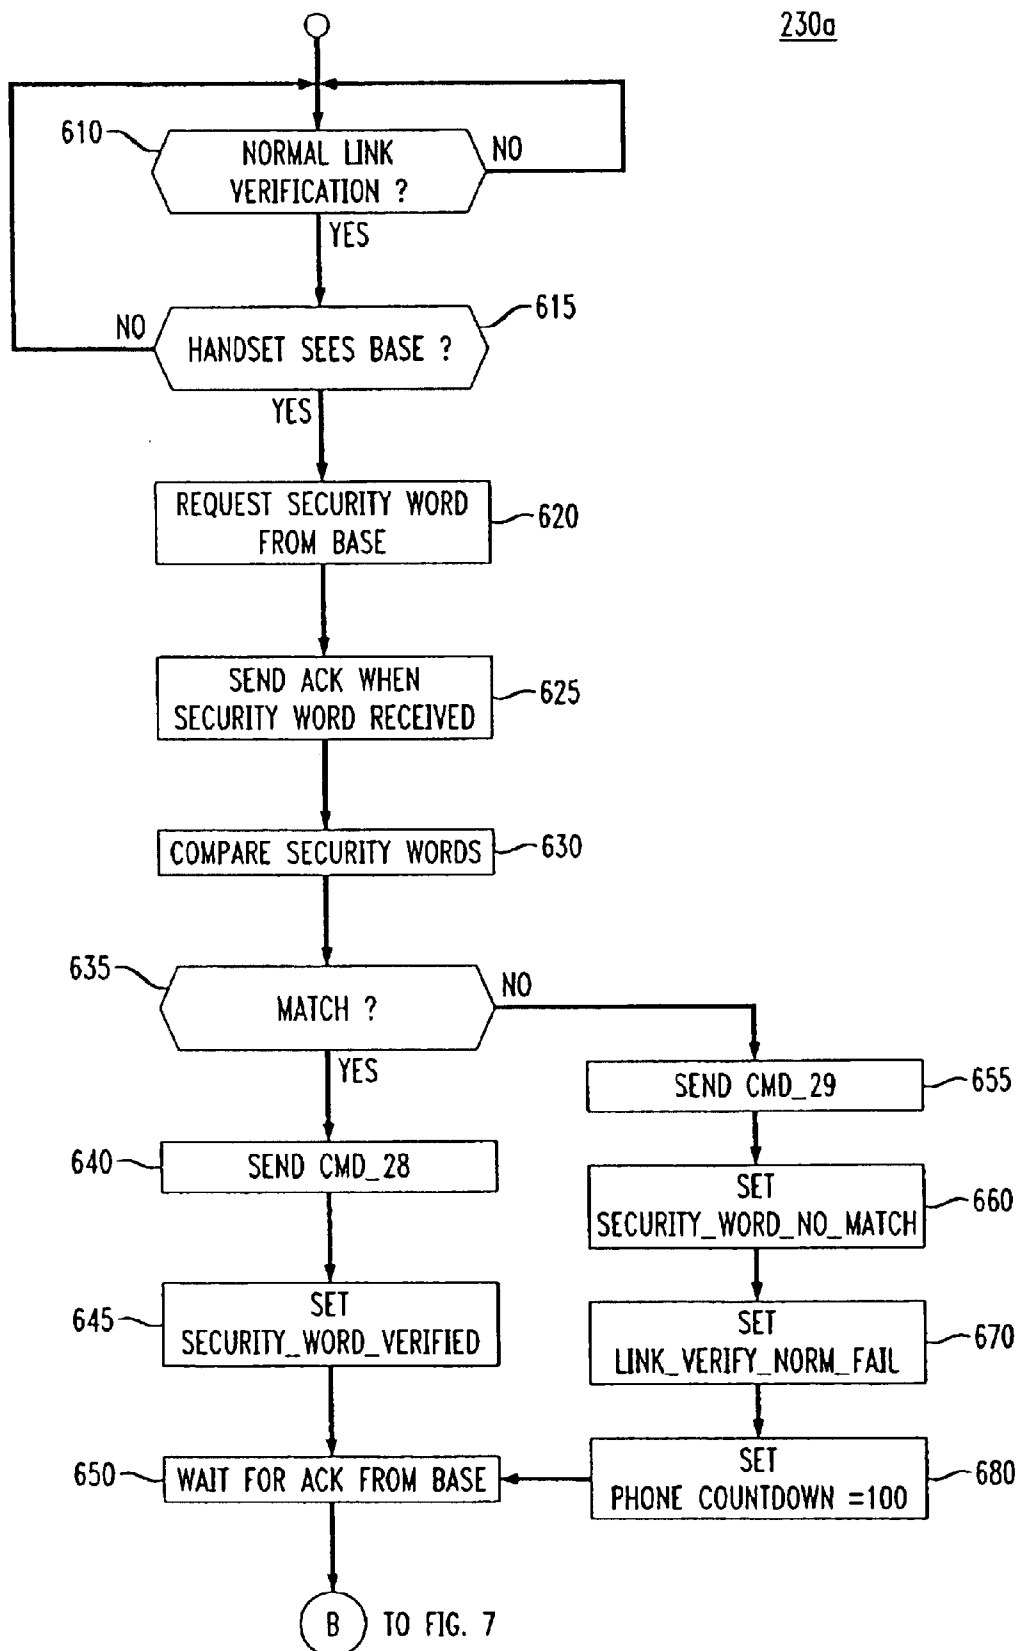 230a
610
NORMAL LINK
VERIFICATION ?
NO
YES
615
NO
HANDSET SEES BASE ?
YES
REQUEST SECURITY WORD
FROM BASE
620
SEND ACK WHEN
SECURITY WORD RECEIVED
625
COMPARE SECURITY WORDS
630
635
MATCH ?
NO
YES
SEND CMD_29
655
640
SEND CMD_28
SET
SECURITY_WORD_NO_MATCH
660
645
SET
SECURITY_WORD_VERIFIED
SET
LINK_VERIFY_NORM_FAIL
670
650
WAIT FOR ACK FROM BASE
SET
PHONE COUNTDOWN =100
680
B TO FIG. 7